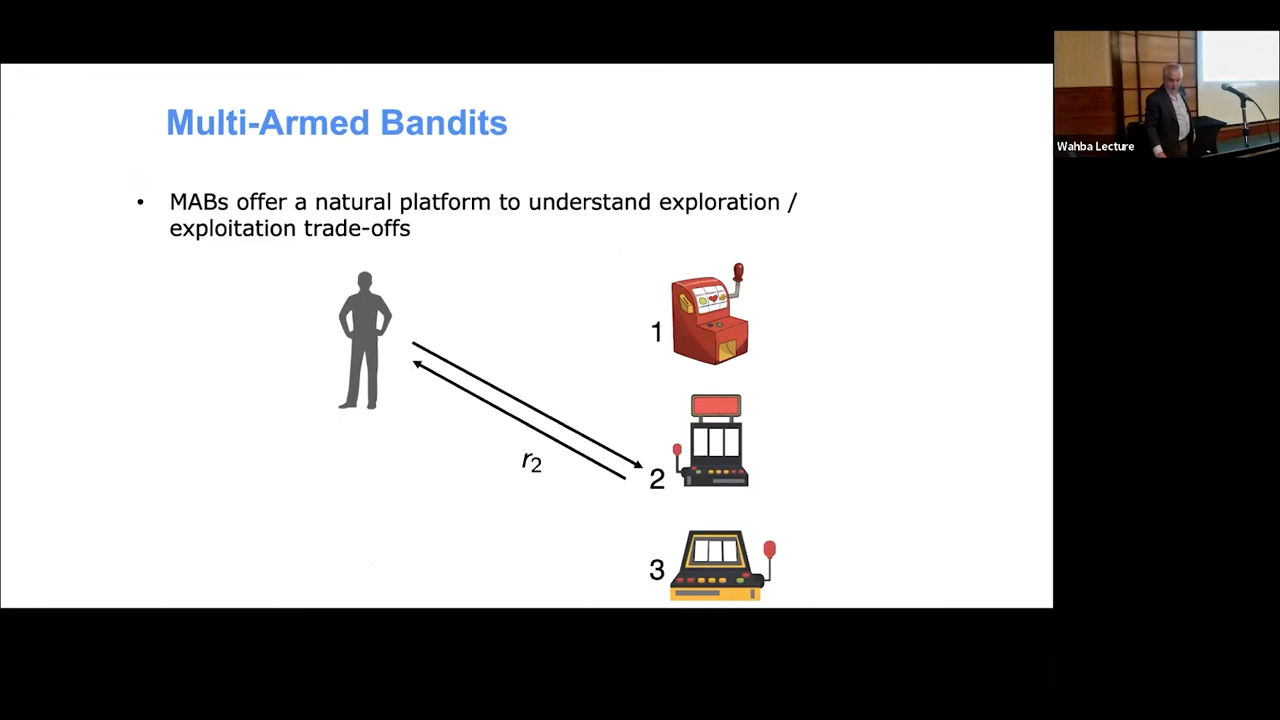 Multi-Armed Bandits
• MABs offer a natural platform to understand exploration /
exploitation trade-offs
1
r2
2
3
Wahba Lecture